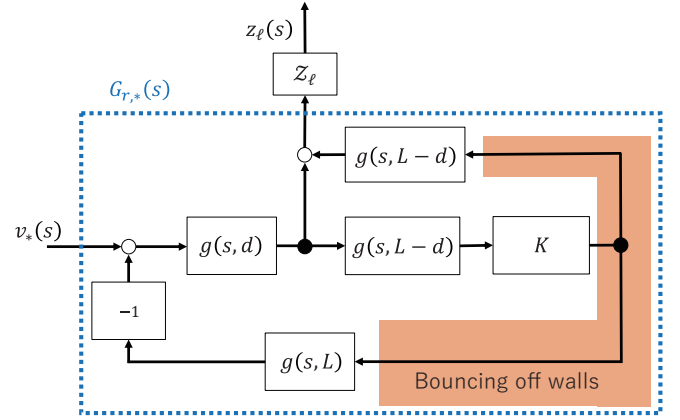 z_ℓ(s)
𝒵_ℓ
G_{r,*}(s)
g(s, L − d)
v_*(s)
g(s, d)
g(s, L − d)
K
−1
g(s, L)
Bouncing off walls